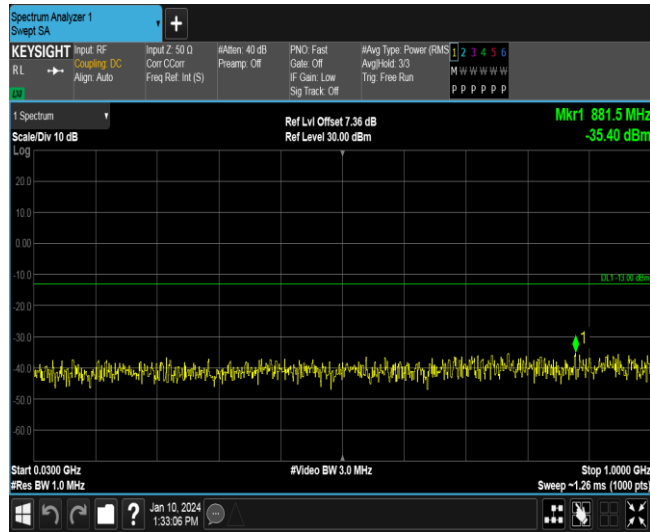 Spectrum Analyzer 1
Swept SA
+
KEYSIGHT
RL
LXI
Input: RF
Coupling: DC
Align: Auto
Input Z: 50 Ω
Corr CCorr
Freq Ref: Int (S)
#Atten: 40 dB
Preamp: Off
PNO: Fast
Gate: Off
IF Gain: Low
Sig Track: Off
#Avg Type: Power (RMS
Avg|Hold: 3/3
Trig: Free Run
1 2 3 4 5 6
M W W W W W
P P P P P P
1 Spectrum
Scale/Div 10 dB
Log
Ref Lvl Offset 7.36 dB
Ref Level 30.00 dBm
Mkr1 881.5 MHz
-35.40 dBm
20.0
10.0
0.00
-10.0
DL1 -13.00 dBm
-20.0
-30.0
1
-40.0
-50.0
-60.0
Start 0.0300 GHz
#Res BW 1.0 MHz
#Video BW 3.0 MHz
Stop 1.0000 GHz
Sweep ~1.26 ms (1000 pts)
?
Jan 10, 2024
1:33:06 PM